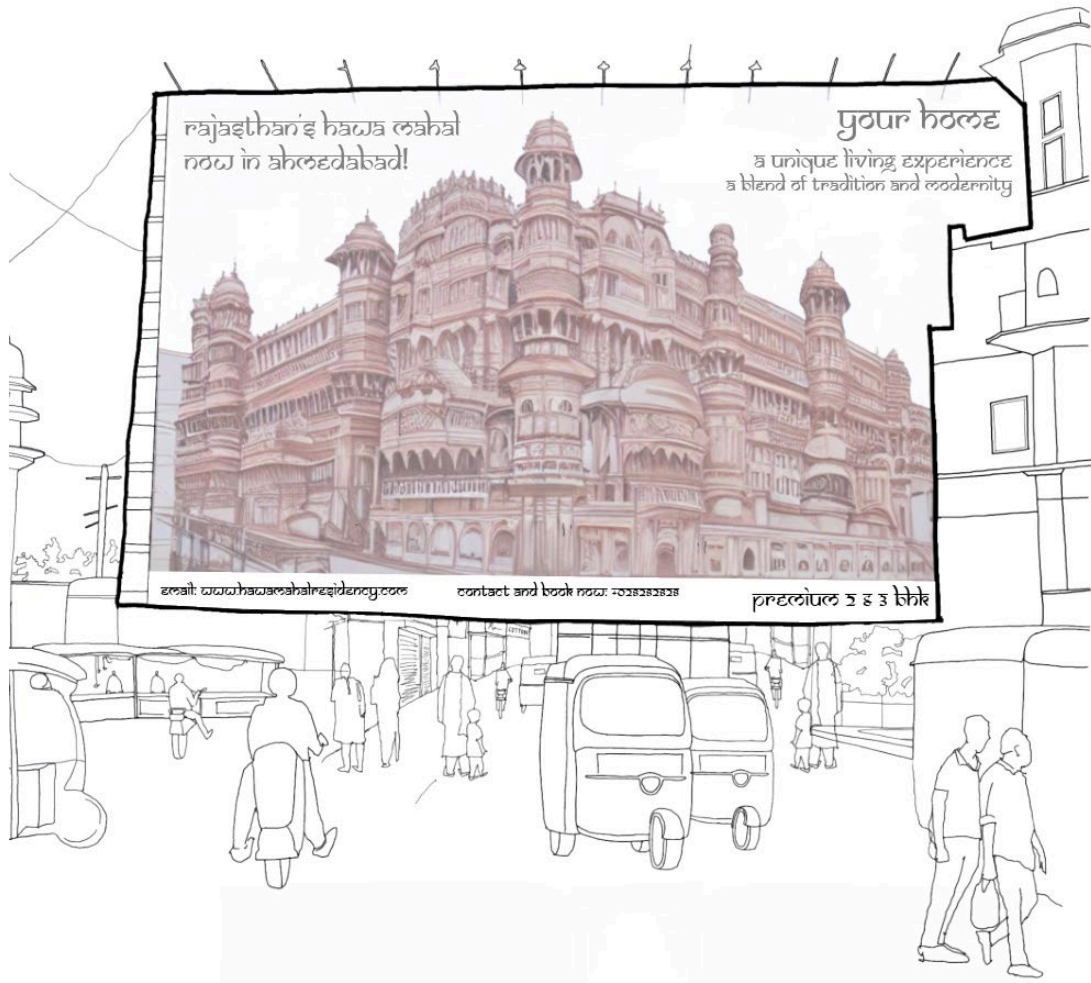 rajasthan's hawa mahal
now in ahmedabad!
your home
a unique living experience
a blend of tradition and modernity
email: www.hawamahalresidency.com
contact and book now:
premium 2 & 3 bhk
COTTON